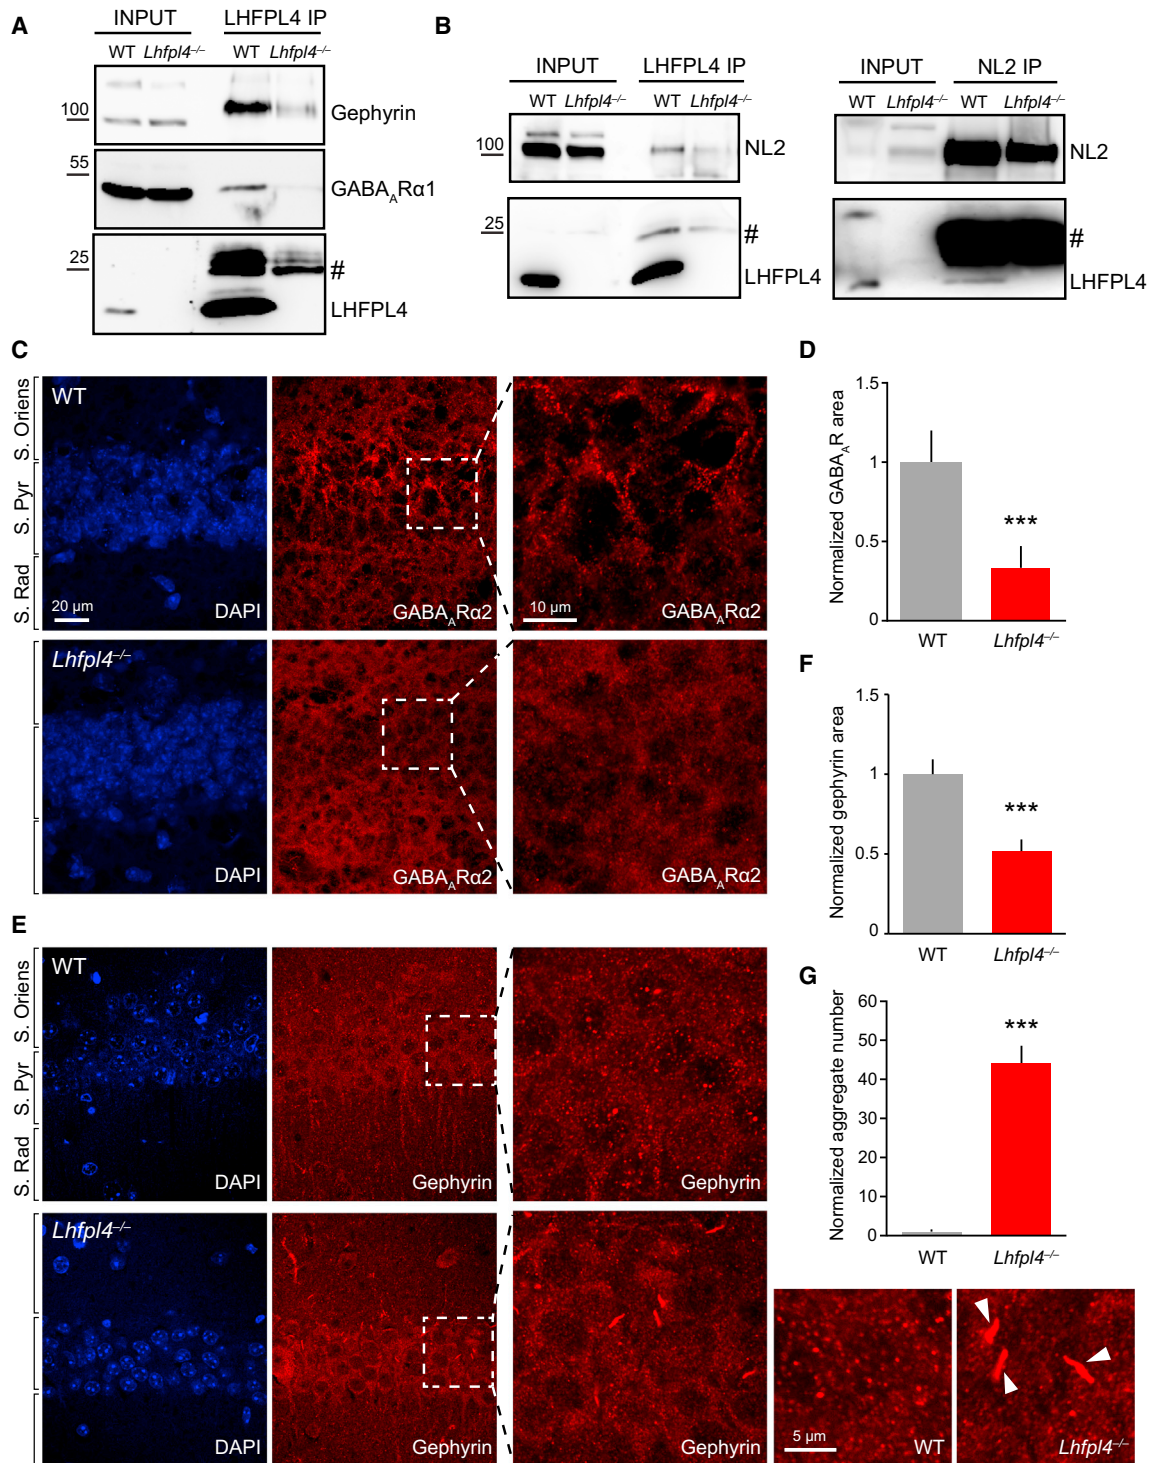 A
INPUT
LHFPL4 IP
WT Lhfpl4–/–
WT Lhfpl4–/–
100
Gephyrin
55
GABAARα1
25
#
LHFPL4
B
INPUT
LHFPL4 IP
WT Lhfpl4–/–
WT Lhfpl4–/–
100
NL2
25
#
LHFPL4
INPUT
NL2 IP
WT Lhfpl4–/–
WT Lhfpl4–/–
NL2
#
LHFPL4
C
S. Oriens
S. Pyr
S. Rad
WT
20 µm
DAPI
GABAARα2
10 µm
GABAARα2
Lhfpl4–/–
DAPI
GABAARα2
GABAARα2
D
Normalized GABAAR area
1.5
1
0.5
0
WT
Lhfpl4–/–
***
E
S. Oriens
S. Pyr
S. Rad
WT
DAPI
Gephyrin
Gephyrin
Lhfpl4–/–
DAPI
Gephyrin
Gephyrin
F
Normalized gephyrin area
1.5
1
0.5
0
WT
Lhfpl4–/–
***
G
Normalized aggregate number
60
50
40
30
20
10
0
WT
Lhfpl4–/–
***
5 µm
WT
Lhfpl4–/–